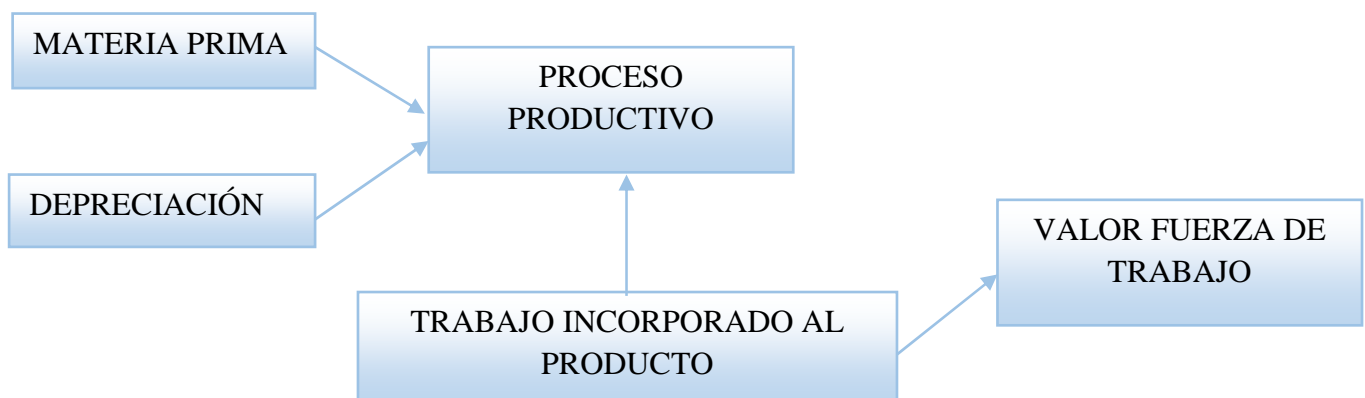 MATERIA PRIMA
PROCESO
PRODUCTIVO
DEPRECIACIÓN
VALOR FUERZA DE
TRABAJO
TRABAJO INCORPORADO AL
PRODUCTO